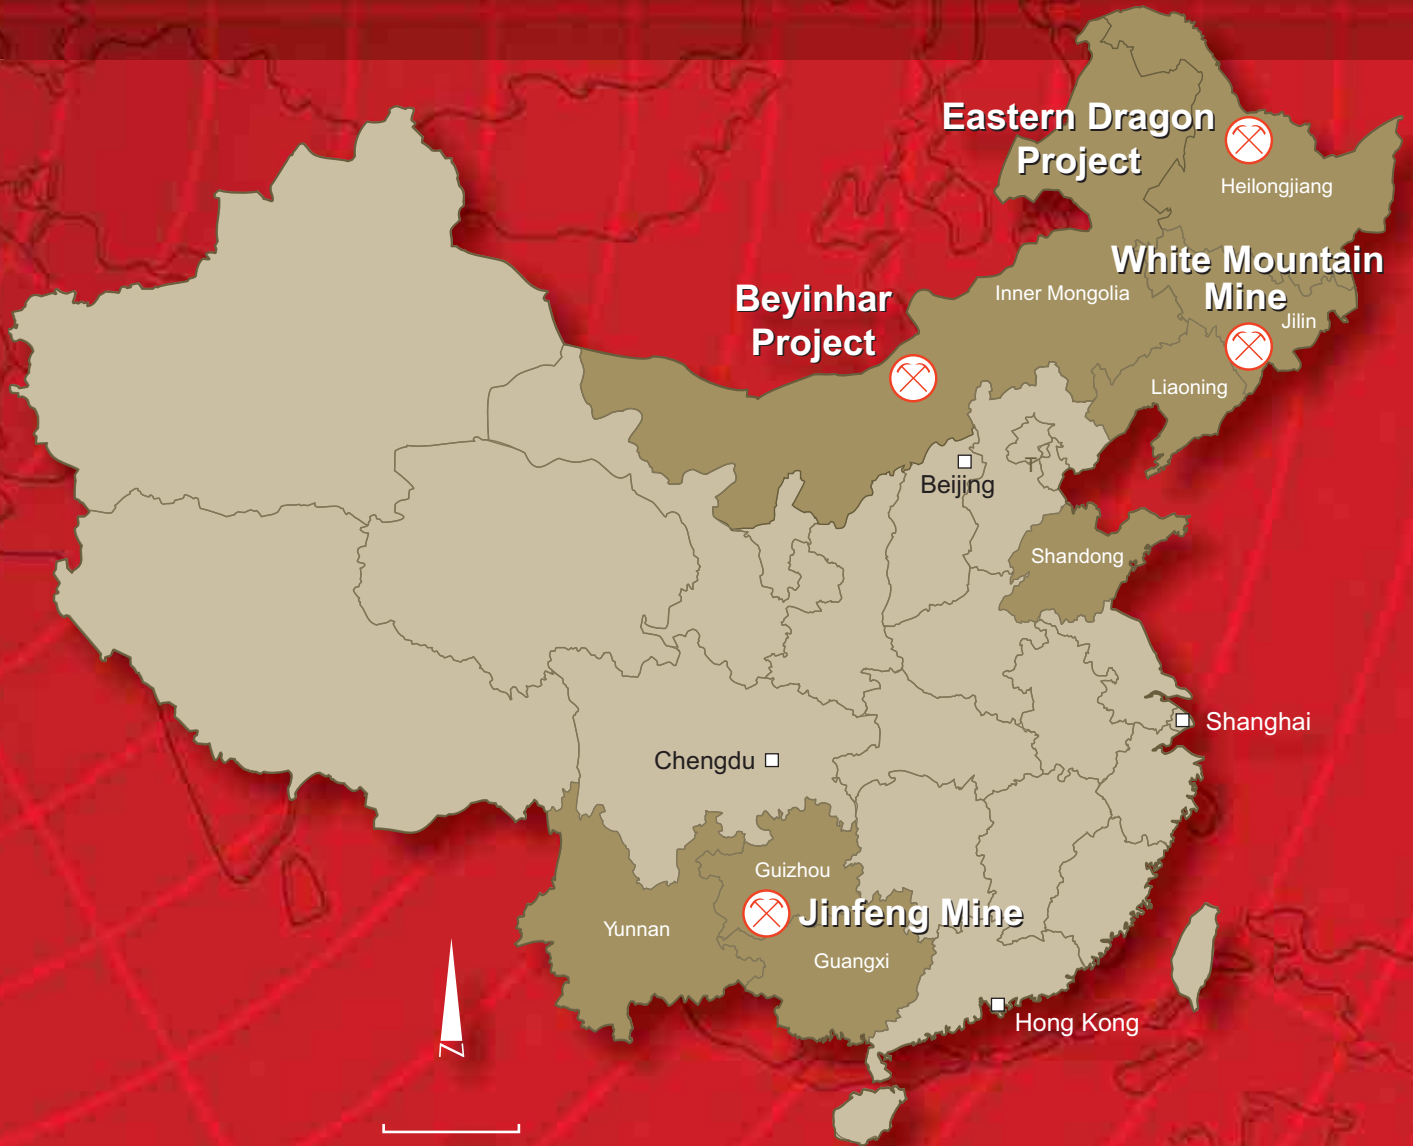 Eastern Dragon
Project
Heilongjiang
White Mountain
Mine
Inner Mongolia
Beyinhar
Project
Jilin
Liaoning
T
Beijing
Shandong
Shanghai
Chengdu
Guizhou
Jinfeng Mine
Yunnan
Guangxi
Hong Kong
N